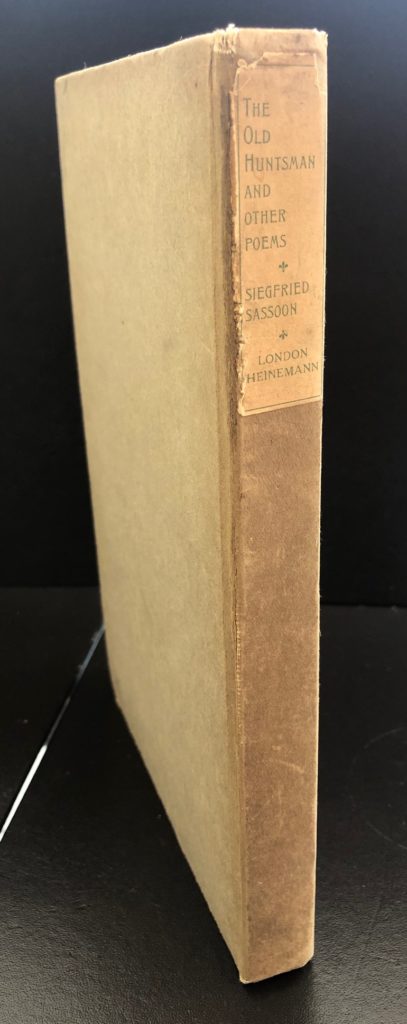 THE
OLD
HUNTSMAN
AND
OTHER
POEMS
SIEGFRIED
SASSOON
LONDON
HEINEMANN